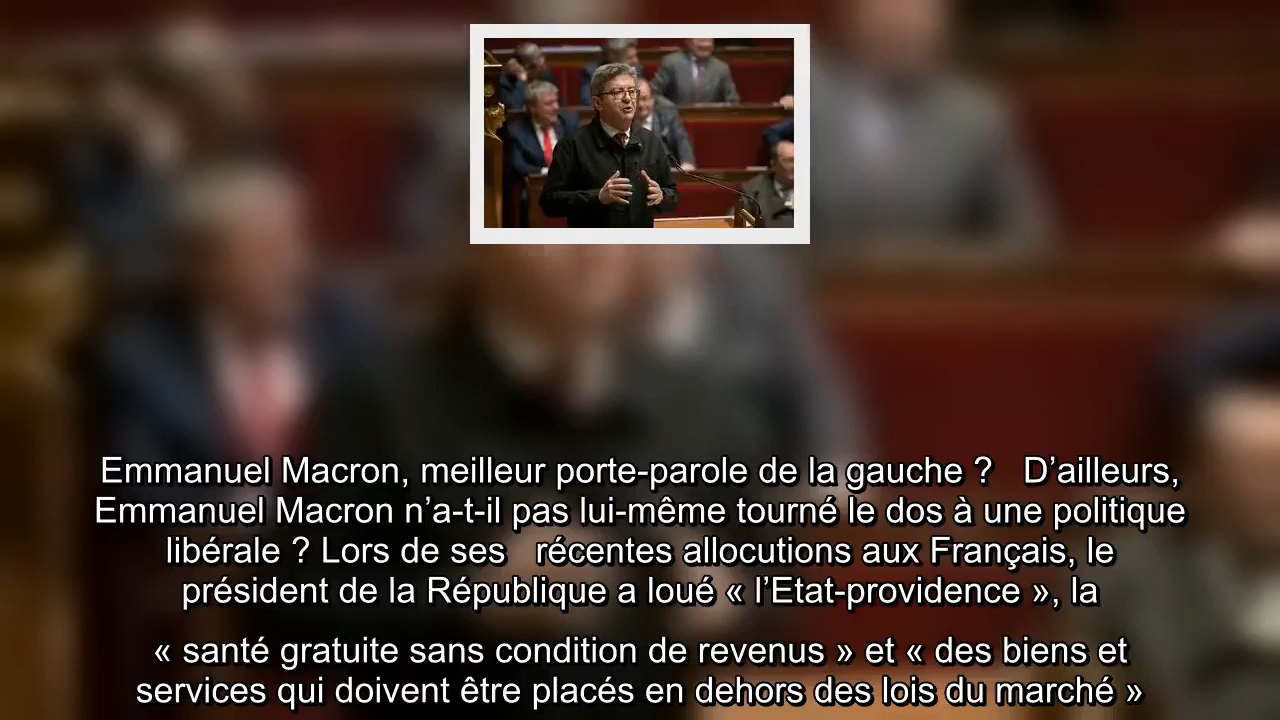 Emmanuel Macron, meilleur porte-parole de la gauche ?   D’ailleurs,
Emmanuel Macron n’a-t-il pas lui-même tourné le dos à une politique
libérale ? Lors de ses   récentes allocutions aux Français, le
président de la République a loué « l’Etat-providence », la
« santé gratuite sans condition de revenus » et « des biens et
services qui doivent être placés en dehors des lois du marché »